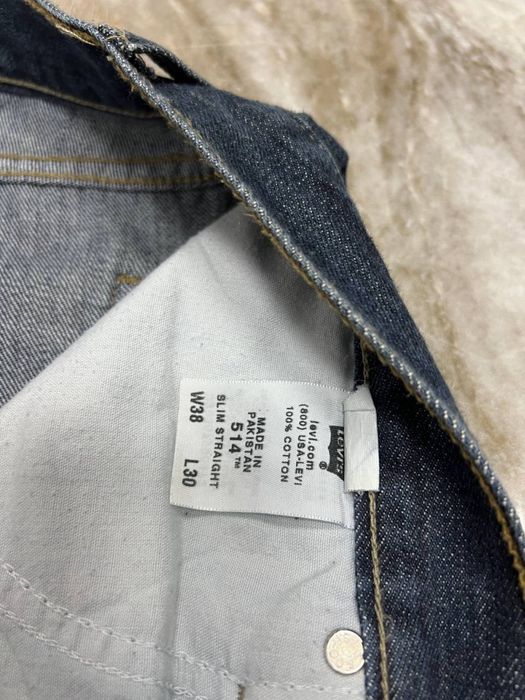 LEVI'S
®
levi.com
(800) USA-LEVI
100% COTTON
MADE IN
PAKISTAN
514™
SLIM STRAIGHT
W38 L30